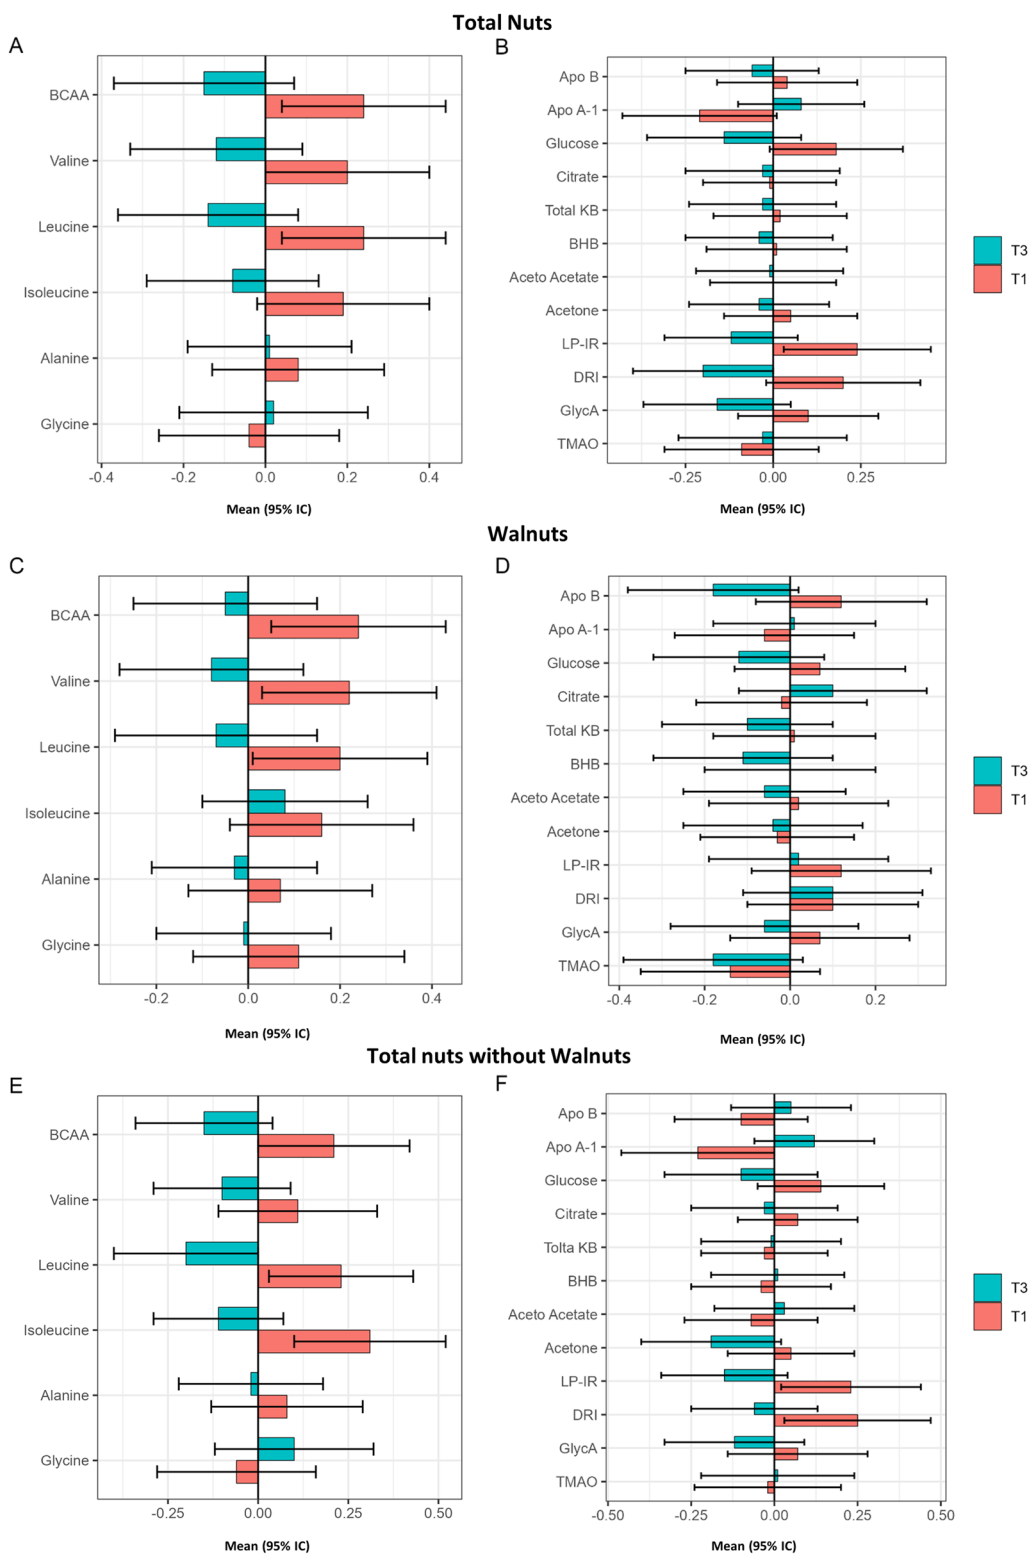 Total Nuts
A
BCAA
Valine
Leucine
Isoleucine
Alanine
Glycine
-0.4 -0.2 0.0 0.2 0.4
Mean (95% IC)
B
Apo B
Apo A-1
Glucose
Citrate
Total KB
BHB
Aceto Acetate
Acetone
LP-IR
DRI
GlycA
TMAO
-0.25 0.00 0.25
Mean (95% IC)
T3
T1
Walnuts
C
BCAA
Valine
Leucine
Isoleucine
Alanine
Glycine
-0.2 0.0 0.2 0.4
Mean (95% IC)
D
Apo B
Apo A-1
Glucose
Citrate
Total KB
BHB
Aceto Acetate
Acetone
LP-IR
DRI
GlycA
TMAO
-0.4 -0.2 0.0 0.2
Mean (95% IC)
T3
T1
Total nuts without Walnuts
E
BCAA
Valine
Leucine
Isoleucine
Alanine
Glycine
-0.25 0.00 0.25 0.50
Mean (95% IC)
F
Apo B
Apo A-1
Glucose
Citrate
Tolta KB
BHB
Aceto Acetate
Acetone
LP-IR
DRI
GlycA
TMAO
-0.50 -0.25 0.00 0.25 0.50
Mean (95% IC)
T3
T1